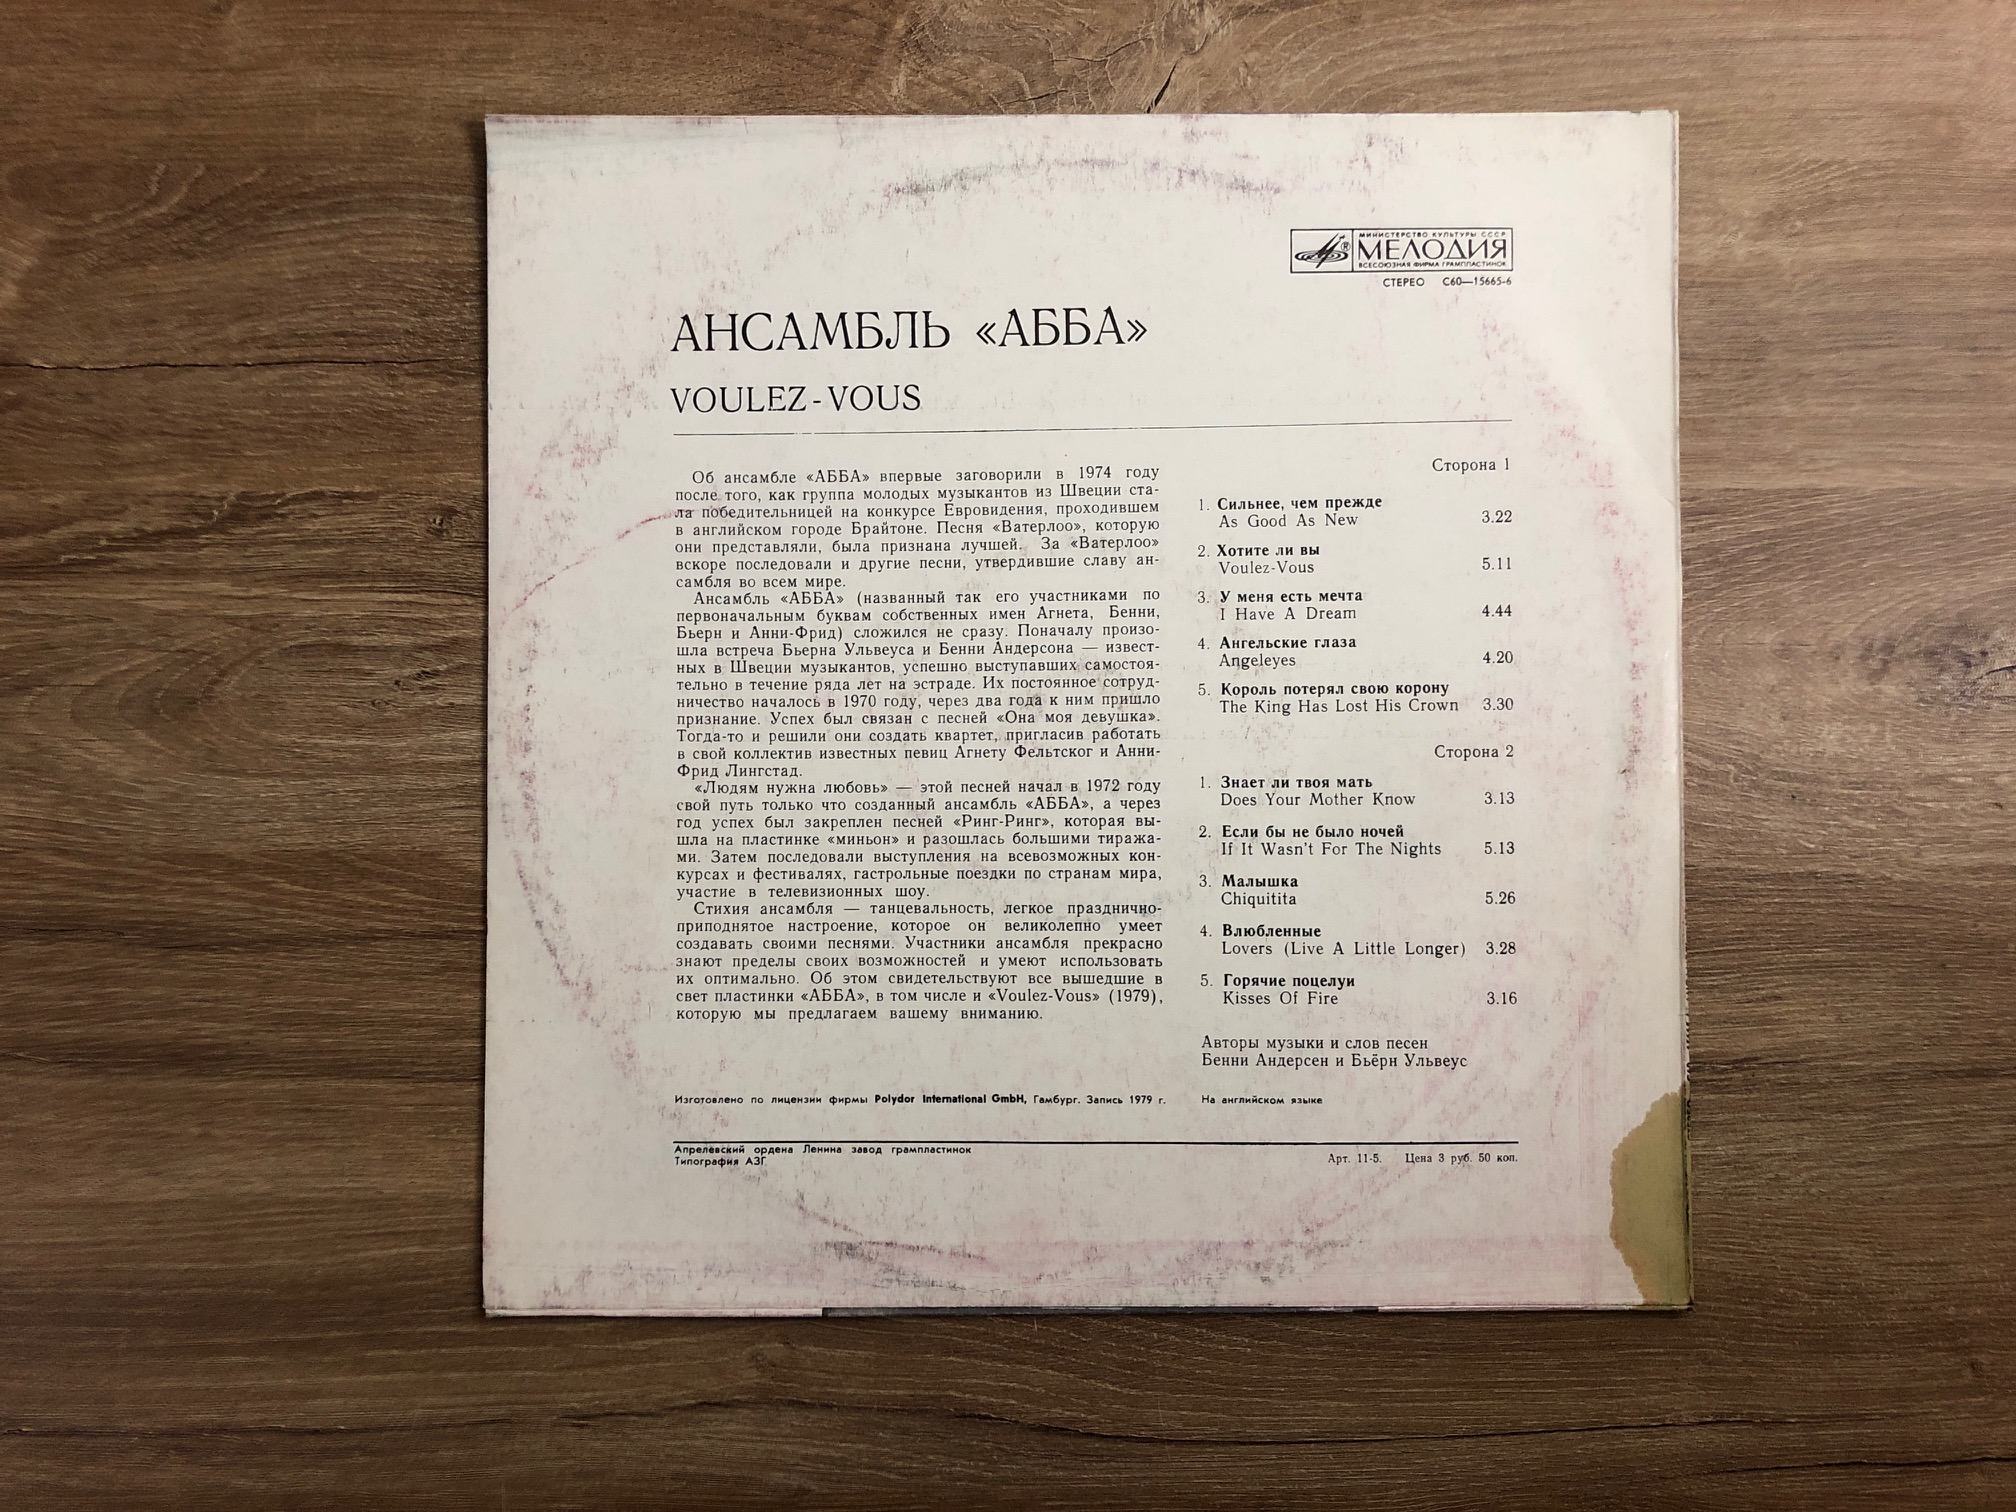 МИНИСТЕРСТВО КУЛЬТУРЫ СССР
МЕЛОДИЯ
ВСЕСОЮЗНАЯ ФИРМА ГРАМПЛАСТИНОК
СТЕРЕО С60—15665-6
АНСАМБЛЬ «АББА»
VOULEZ-VOUS
Об ансамбле «АББА» впервые заговорили в 1974 году
после того, как группа молодых музыкантов из Швеции ста-
ла победительницей на конкурсе Евровидения, проходившем
в английском городе Брайтоне. Песня «Ватерлоо», которую
они представляли, была признана лучшей. За «Ватерлоо»
вскоре последовали и другие песни, утвердившие славу ан-
самбля во всем мире.
Ансамбль «АББА» (названный так его участниками по
первоначальным буквам собственных имен Агнета, Бенни,
Бьерн и Анни-Фрид) сложился не сразу. Поначалу произо-
шла встреча Бьерна Ульвеуса и Бенни Андерсона — извест-
ных в Швеции музыкантов, успешно выступавших самостоя-
тельно в течение ряда лет на эстраде. Их постоянное сотруд-
ничество началось в 1970 году, через два года к ним пришло
признание. Успех был связан с песней «Она моя девушка».
Тогда-то и решили они создать квартет, пригласив работать
в свой коллектив известных певиц Агнету Фельтског и Анни-
Фрид Лингстад.
«Людям нужна любовь» — этой песней начал в 1972 году
свой путь только что созданный ансамбль «АББА», а через
год успех был закреплен песней «Ринг-Ринг», которая вы-
шла на пластинке «миньон» и разошлась большими тиража-
ми. Затем последовали выступления на всевозможных кон-
курсах и фестивалях, гастрольные поездки по странам мира,
участие в телевизионных шоу.
Стихия ансамбля — танцевальность, легкое празднично-
приподнятое настроение, которое он великолепно умеет
создавать своими песнями. Участники ансамбля прекрасно
знают пределы своих возможностей и умеют использовать
их оптимально. Об этом свидетельствуют все вышедшие в
свет пластинки «АББА», в том числе и «Voulez-Vous» (1979),
которую мы предлагаем вашему вниманию.
Сторона 1
1. Сильнее, чем прежде
As Good As New 3.22
2. Хотите ли вы
Voulez-Vous 5.11
3. У меня есть мечта
I Have A Dream 4.44
4. Ангельские глаза
Angeleyes 4.20
5. Король потерял свою корону
The King Has Lost His Crown 3.30
Сторона 2
1. Знает ли твоя мать
Does Your Mother Know 3.13
2. Если бы не было ночей
If It Wasn't For The Nights 5.13
3. Малышка
Chiquitita 5.26
4. Влюбленные
Lovers (Live A Little Longer) 3.28
5. Горячие поцелуи
Kisses Of Fire 3.16
Авторы музыки и слов песен
Бенни Андерсен и Бьёрн Ульвеус
Изготовлено по лицензии фирмы Polydor International GmbH, Гамбург. Запись 1979 г.
На английском языке
Апрелевский ордена Ленина завод грампластинок
Типография АЗГ
Арт. 11-5. Цена 3 руб. 50 коп.